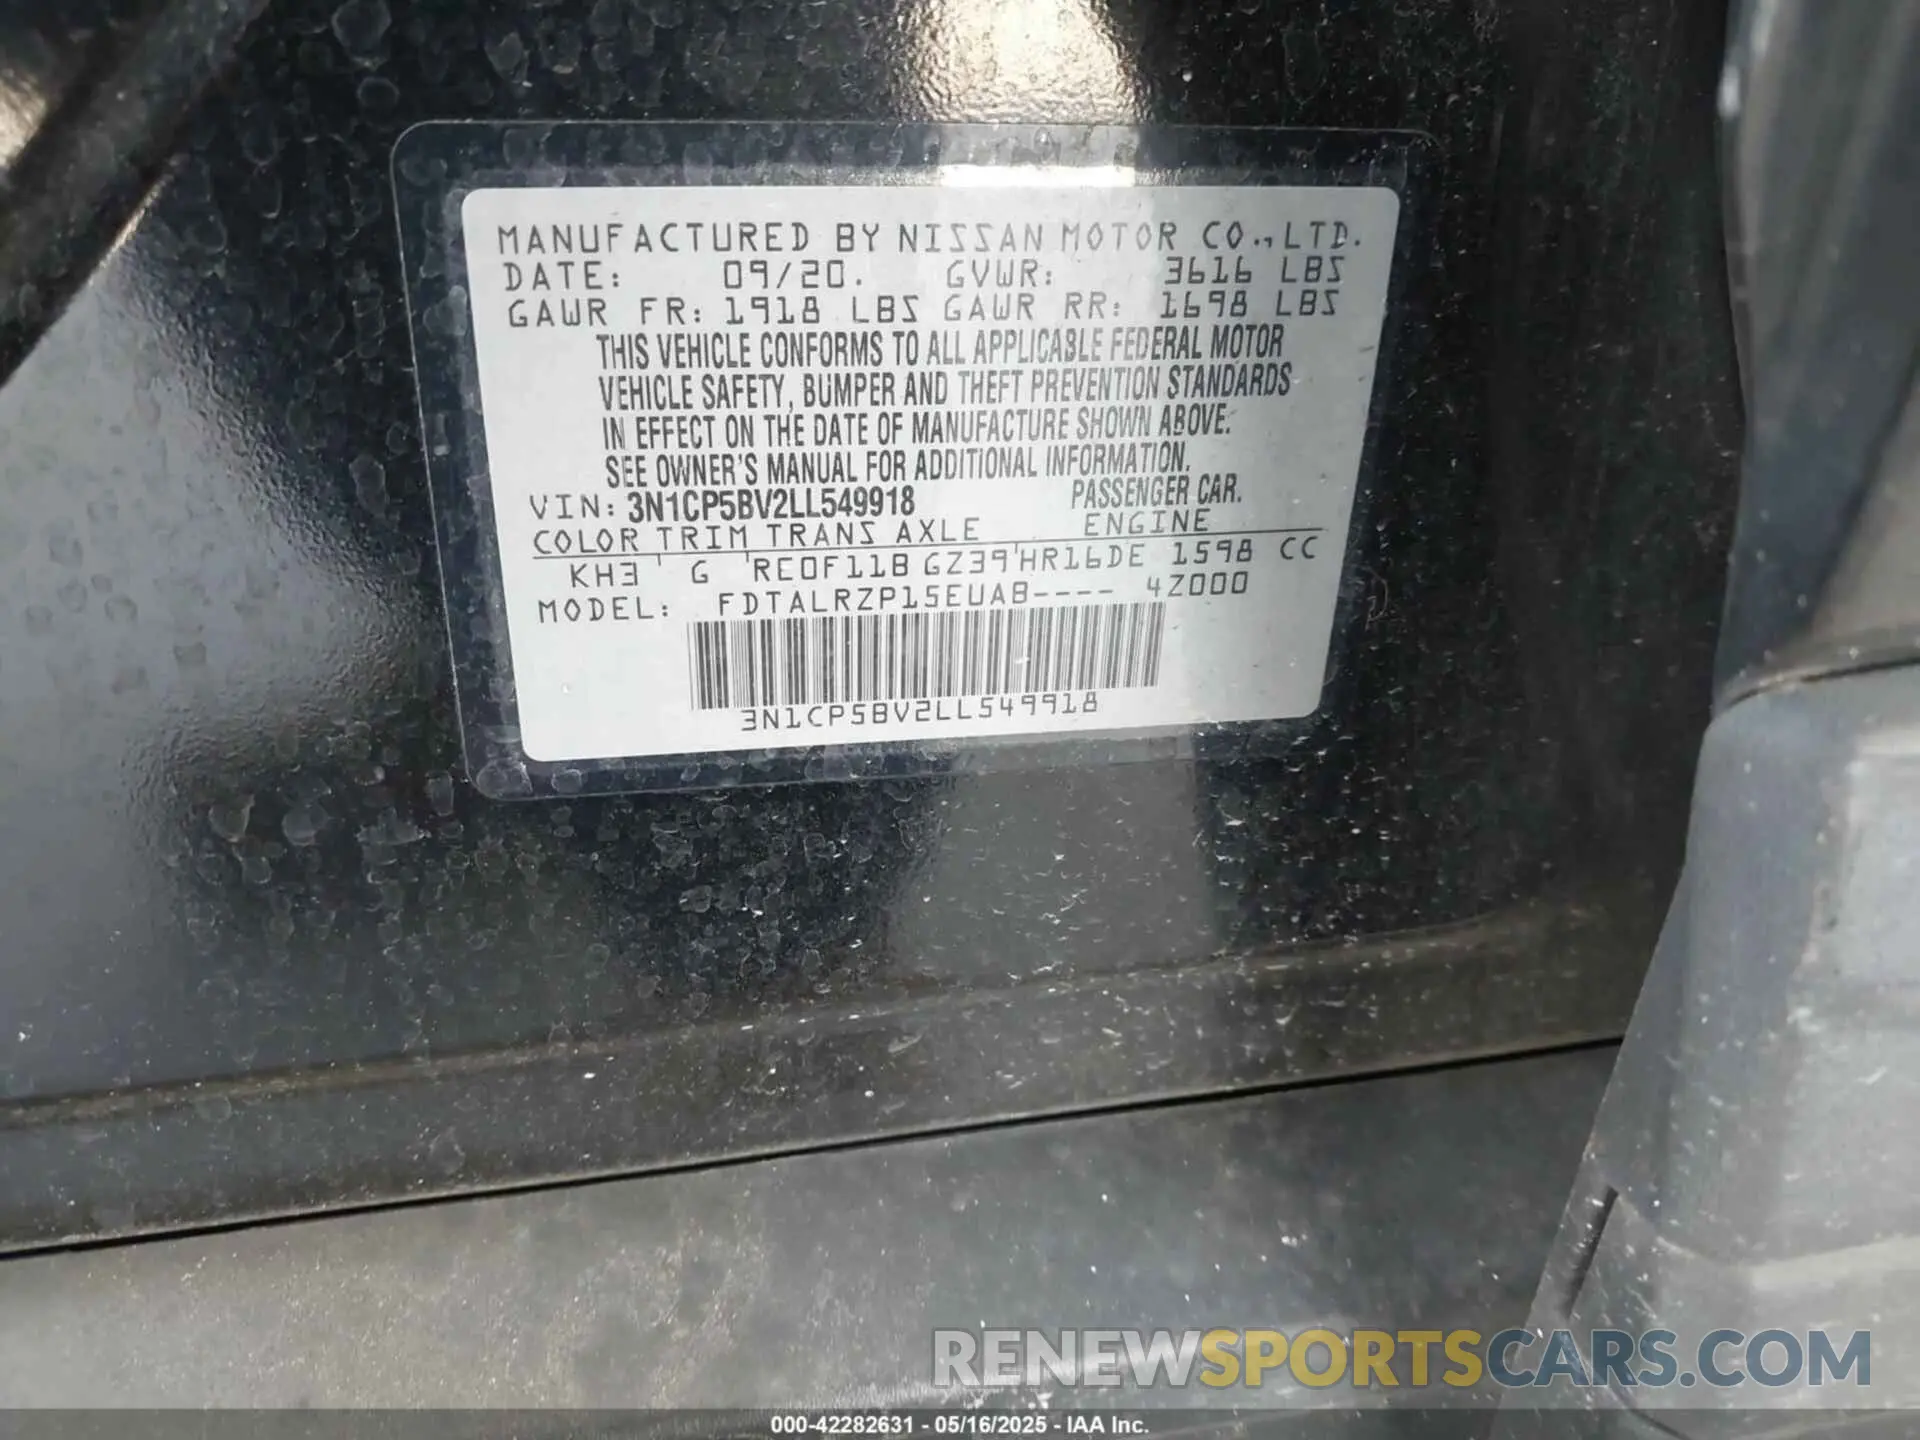 MANUFACTURED BY NISSAN MOTOR CO., LTD.
DATE: 09/20. GVWR: 3616 LBS
GAWR FR: 1918 LBS GAWR RR: 1698 LBS
THIS VEHICLE CONFORMS TO ALL APPLICABLE FEDERAL MOTOR
VEHICLE SAFETY, BUMPER AND THEFT PREVENTION STANDARDS
IN EFFECT ON THE DATE OF MANUFACTURE SHOWN ABOVE.
SEE OWNER'S MANUAL FOR ADDITIONAL INFORMATION.
VIN: 3N1CP5BV2LL549918 PASSENGER CAR.
COLOR TRIM TRANS AXLE ENGINE
KH3 ' G ' RE0F11B GZ39 ' HR16DE 1598 CC
MODEL: FDTALRZP15EUAB---- 4Z000
3N1CP5BV2LL549918
RENEWSPORTSCARS.COM
000-42282631 - 05/16/2025 - IAA Inc.